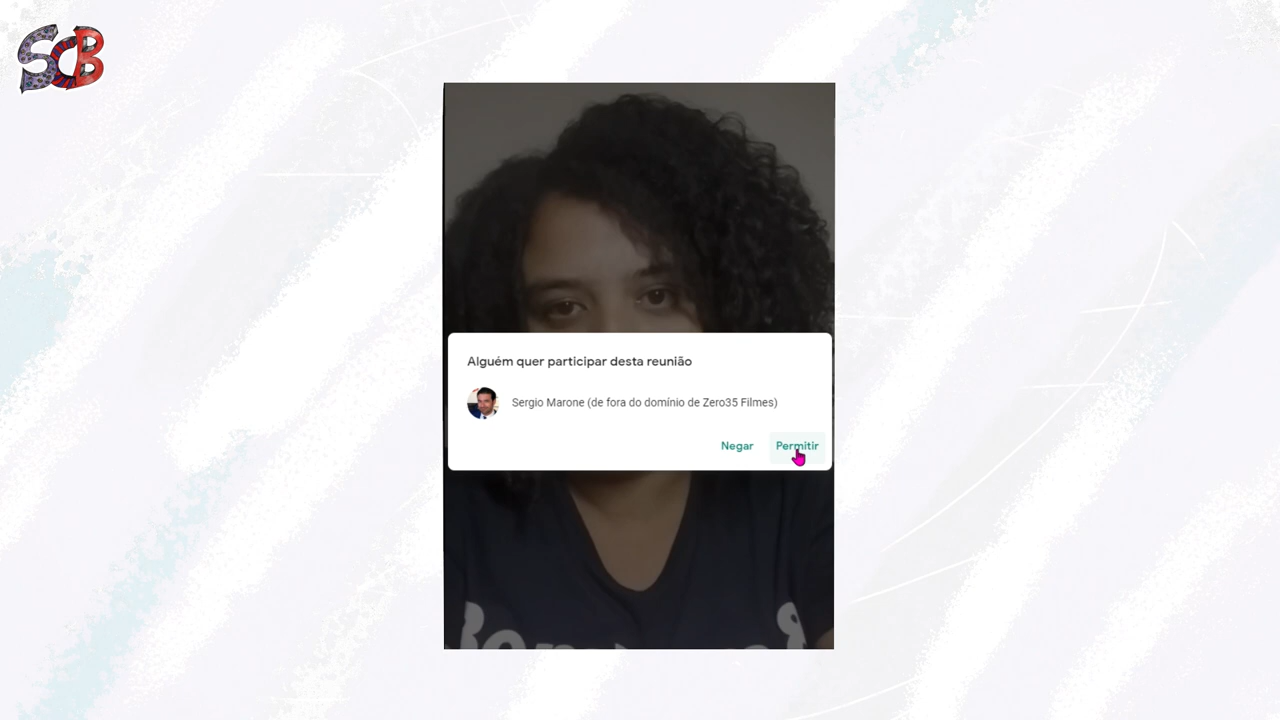 SCB
Alguém quer participar desta reunião
Sergio Marone (de fora do domínio de Zero35 Filmes)
Negar
Permitir